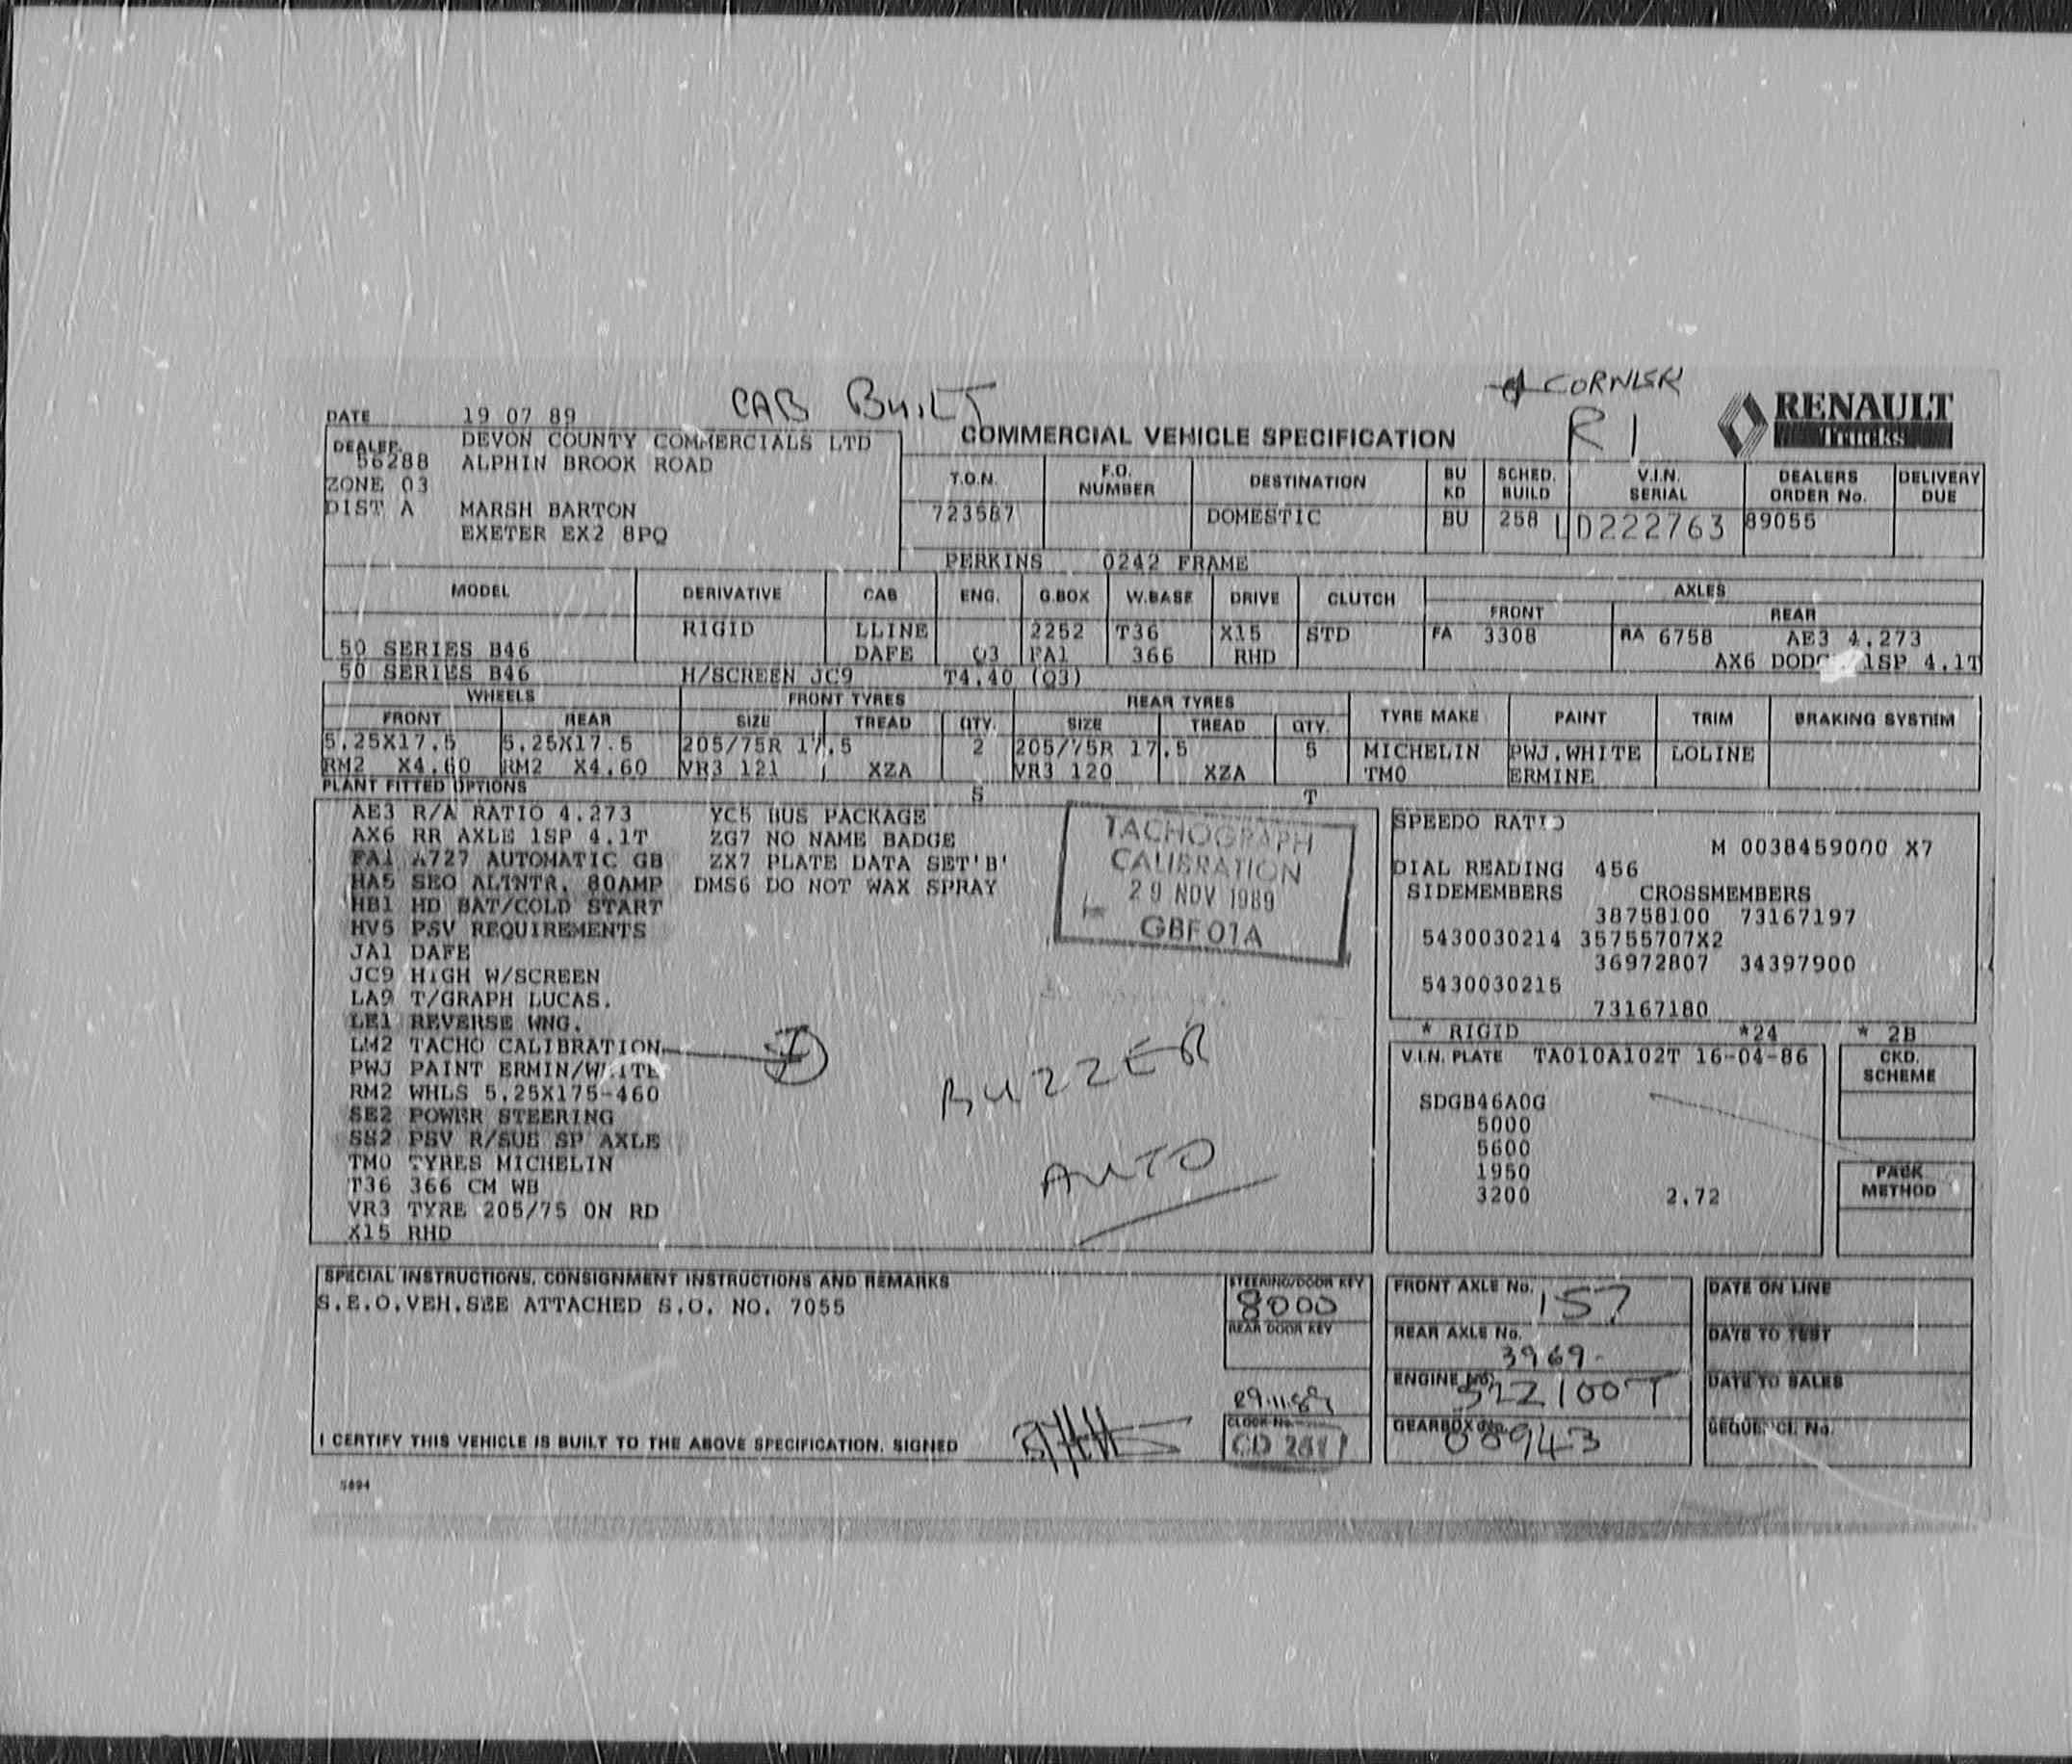 CAB BUILT
CORNER
R1
RENAULT
Trucks
DATE 19 07 89
DEALER 56288
DEVON COUNTY COMMERCIALS LTD
ALPHIN BROOK ROAD
ZONE 03
DIST A MARSH BARTON
EXETER EX2 8PQ
COMMERCIAL VEHICLE SPECIFICATION
T.O.N. F.O. NUMBER DESTINATION BU KD SCHED. BUILD V.I.N. SERIAL DEALERS ORDER No. DELIVERY DUE
723587 DOMESTIC BU 258 LD222763 89055
PERKINS 0242 FRAME
MODEL DERIVATIVE CAB ENG. G.BOX W.BASE DRIVE CLUTCH AXLES
FRONT REAR
RIGID LLINE 2252 T36 X15 STD FA 3308 RA 6758 AE3 4.273
50 SERIES B46 DAFE Q3 FA1 366 RHD AX6 1SP 4.1T
50 SERIES B46 H/SCREEN JC9 T4.40 (Q3)
WHEELS FRONT TYRES REAR TYRES TYRE MAKE PAINT TRIM BRAKING SYSTEM
FRONT REAR SIZE TREAD QTY. SIZE TREAD QTY.
5.25X17.5 5.25X17.5 205/75R 17.5 2 205/75R 17.5 5 MICHELIN PWJ.WHITE LOLINE
RM2 X4.60 RM2 X4.60 VR3 121 XZA VR3 120 XZA TM0 ERMINE
PLANT FITTED OPTIONS S T
AE3 R/A RATIO 4.273 YC5 BUS PACKAGE
AX6 RR AXLE 1SP 4.1T ZG7 NO NAME BADGE
FA1 A727 AUTOMATIC GB ZX7 PLATE DATA SET'B'
HA5 SEO ALTNTR. 80AMP DMS6 DO NOT WAX SPRAY
HB1 HD BAT/COLD START
HV5 PSV REQUIREMENTS
JA1 DAFE
JC9 HIGH W/SCREEN
LA9 T/GRAPH LUCAS.
LE1 REVERSE WNG.
LM2 TACHO CALIBRATION
PWJ PAINT ERMIN/WHITE
RM2 WHLS 5.25X175-460
SE2 POWER STEERING
SS2 PSV R/SUS SP AXLE
TM0 TYRES MICHELIN
T36 366 CM WB
VR3 TYRE 205/75 ON RD
X15 RHD
TACHOGRAPH
CALIBRATION
29 NOV 1989
GBF01A
BUZZER
AUTO
SPEEDO RATIO
M 0038459000 X7
DIAL READING 456
SIDEMEMBERS CROSSMEMBERS
38758100 73167197
5430030214 35755707X2
36972807 34397900
5430030215
73167180
* RIGID *24 * 2B
V.I.N. PLATE TA010A102T 16-04-86
SDGB46A0G
5000
5600
1950
3200 2.72
CKD. SCHEME
PACK METHOD
SPECIAL INSTRUCTIONS, CONSIGNMENT INSTRUCTIONS AND REMARKS
S.E.O.VEH.SEE ATTACHED S.O. NO. 7055
I CERTIFY THIS VEHICLE IS BUILT TO THE ABOVE SPECIFICATION. SIGNED
STEERING/DOOR KEY
8000
REAR DOOR KEY
29.11.89
CLOCK No.
FRONT AXLE No. 157
REAR AXLE No.
3969
ENGINE No.
GEARBOX No.
DATE ON LINE
DATE TO TEST
DATE TO SALES
SEQUENCE No.
5894